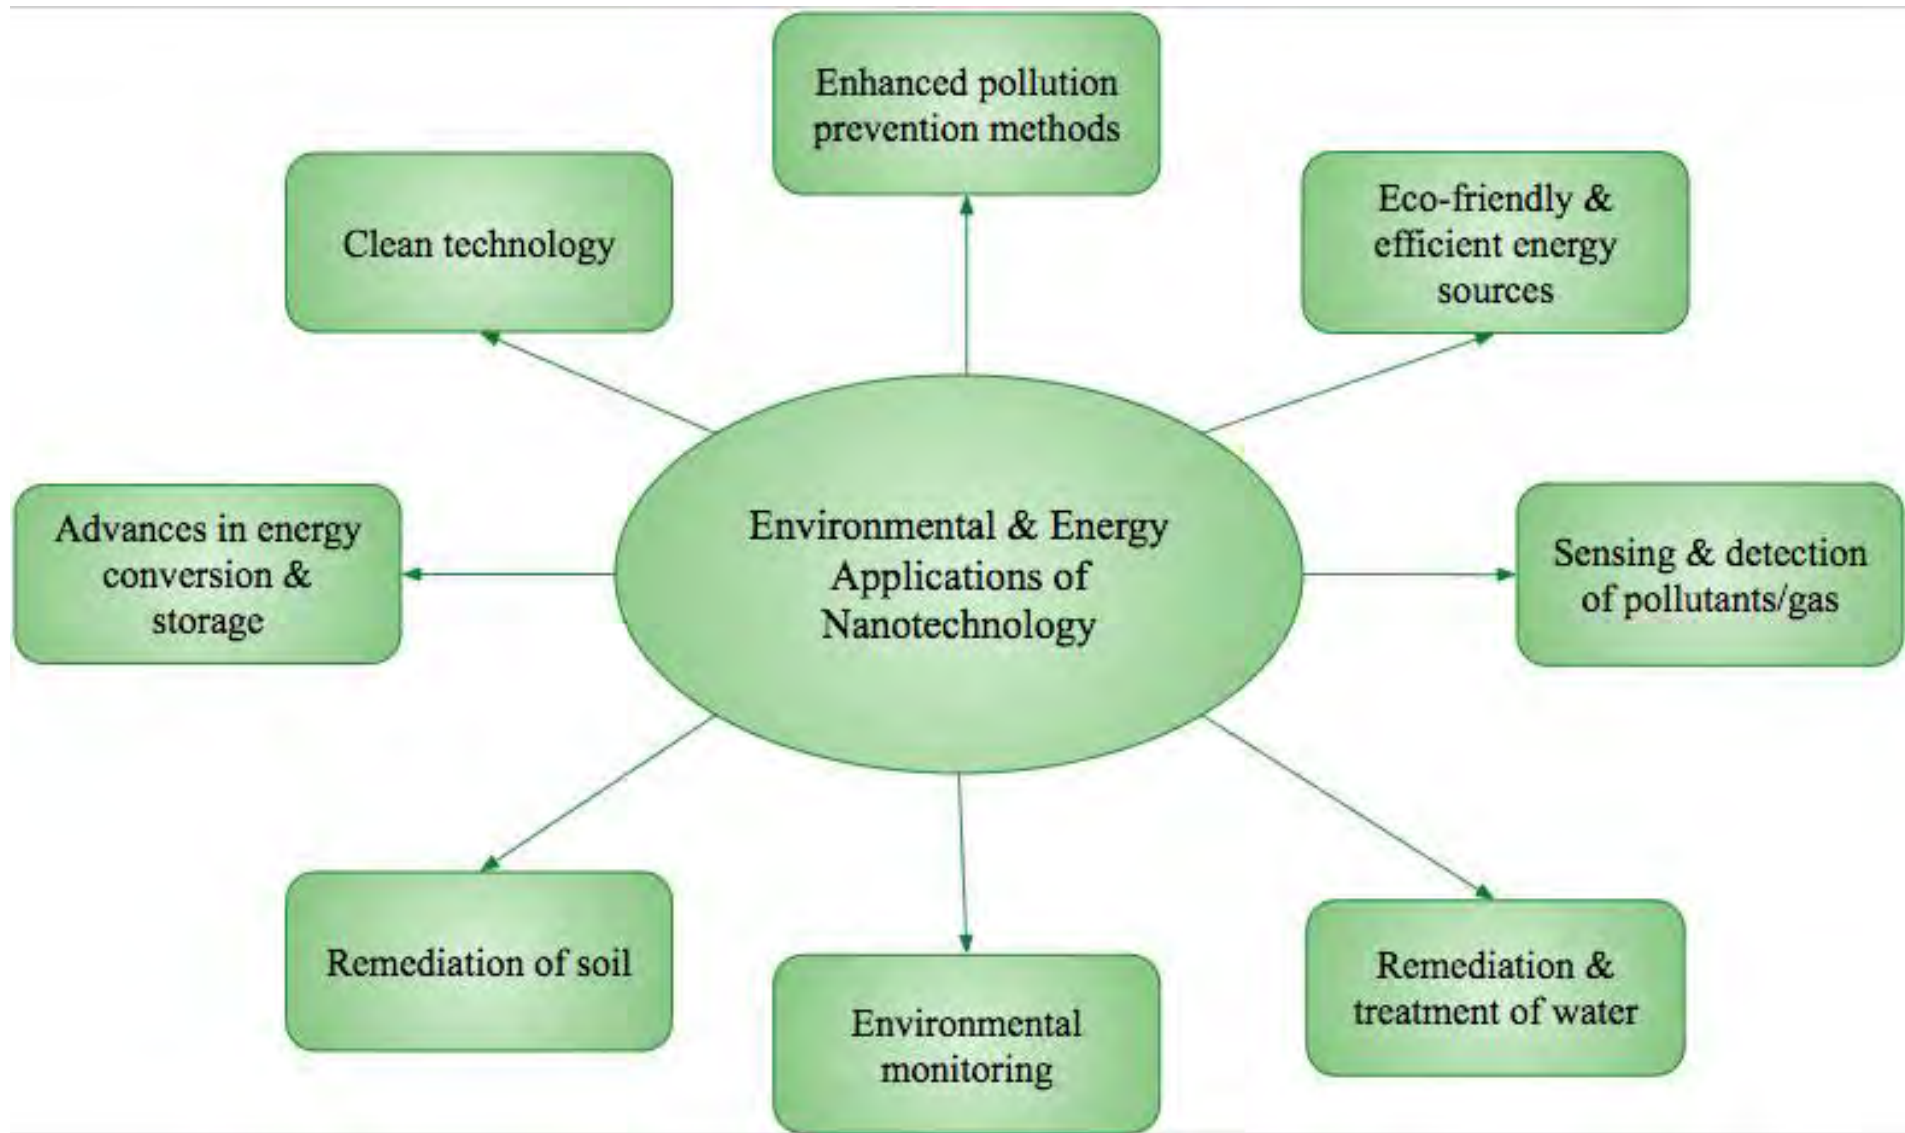 Enhanced pollution
prevention methods
Clean technology
Eco-friendly &
efficient energy
sources
Advances in energy
conversion &
storage
Environmental & Energy
Applications of
Nanotechnology
Sensing & detection
of pollutants/gas
Remediation of soil
Environmental
monitoring
Remediation &
treatment of water